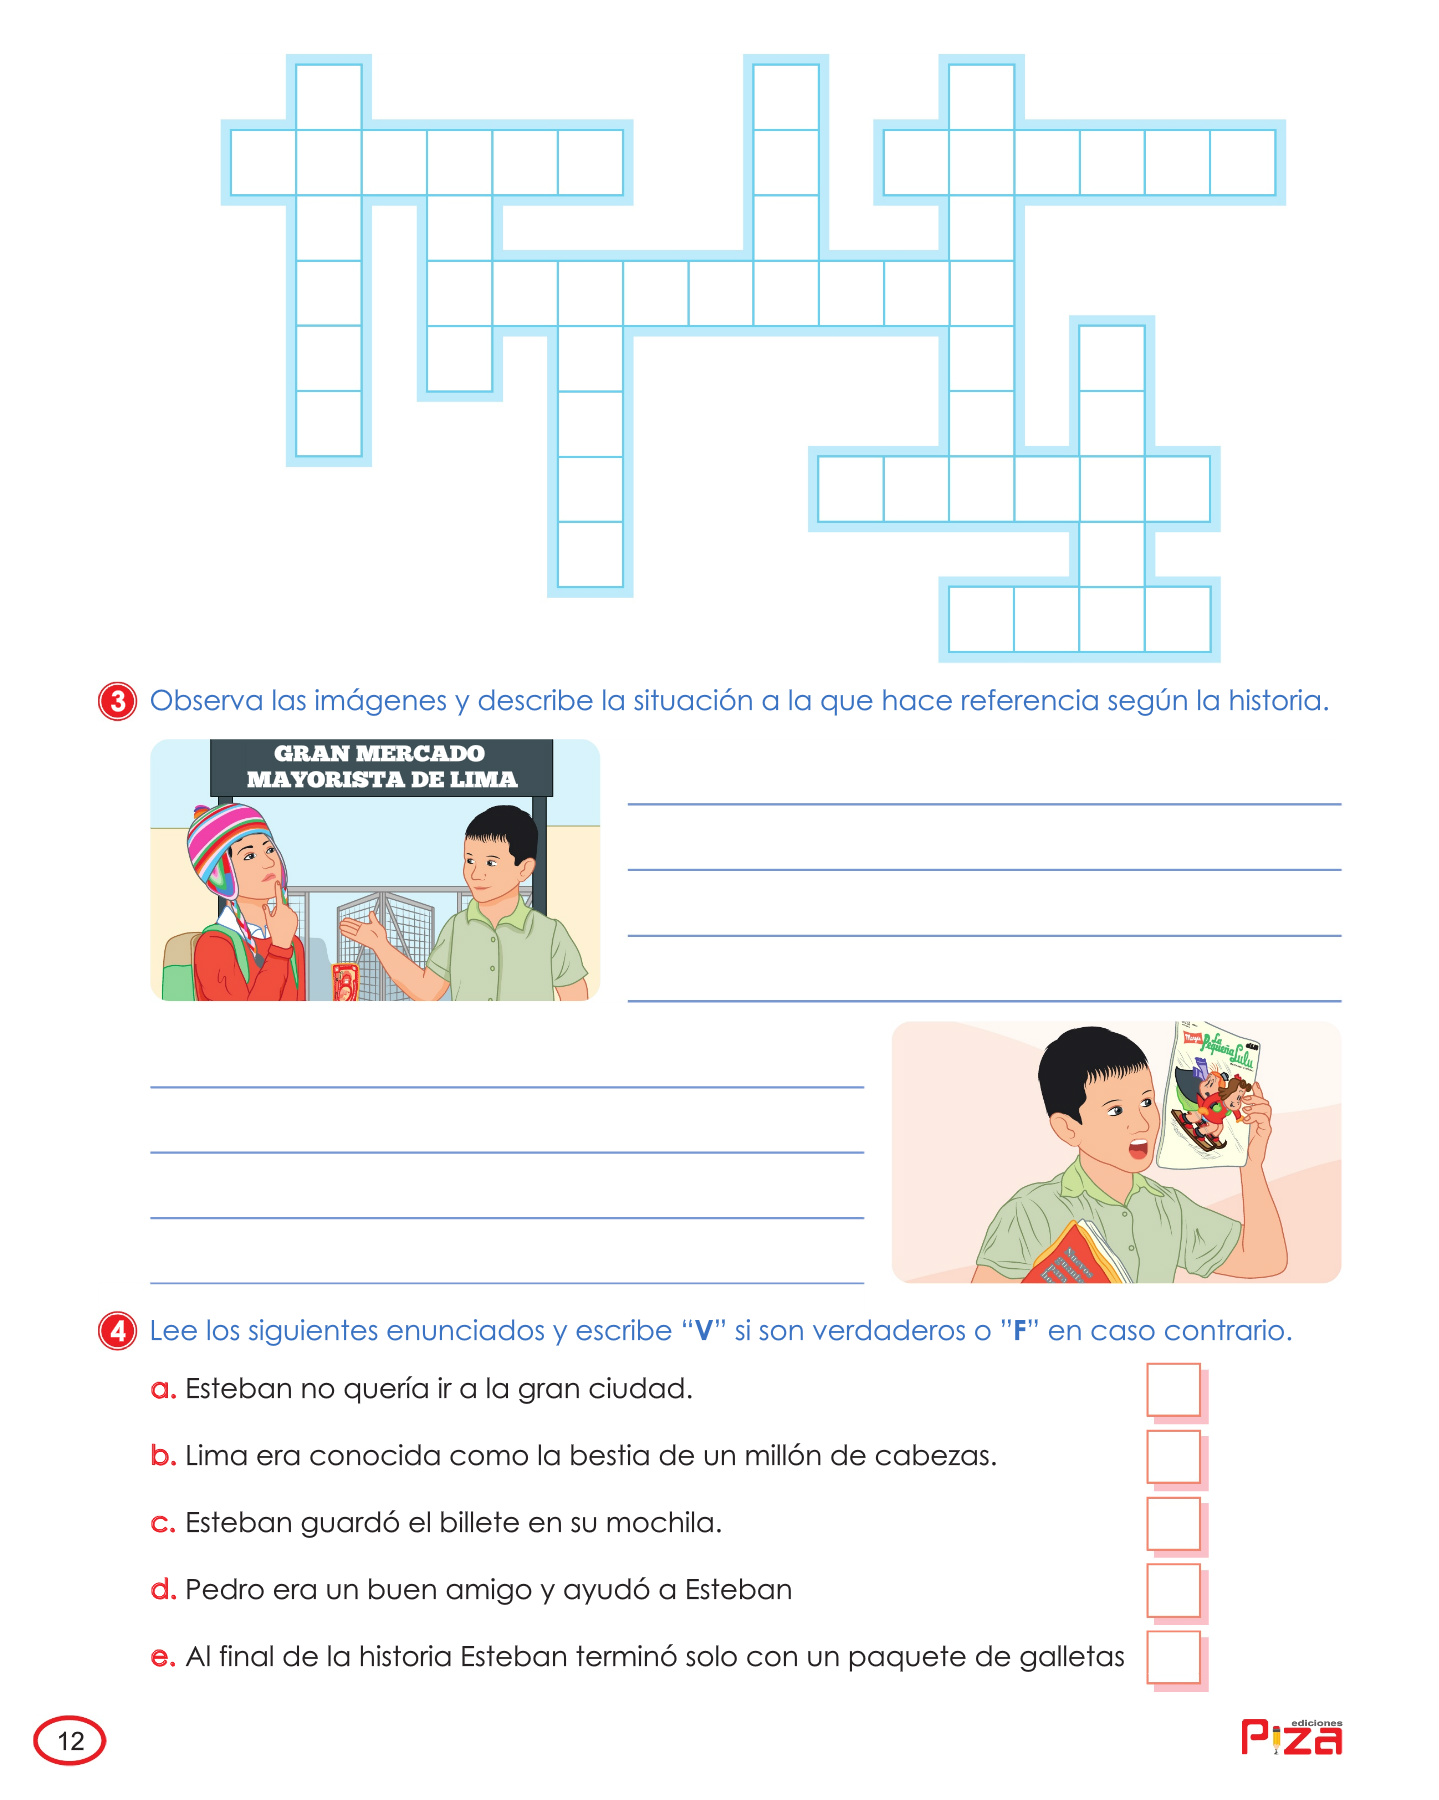 3 Observa las imágenes y describe la situación a la que hace referencia según la historia.
GRAN MERCADO
MAYORISTA DE LIMA
La
Pequeña Lulu
4 Lee los siguientes enunciados y escribe “V” si son verdaderos o ”F” en caso contrario.
a. Esteban no quería ir a la gran ciudad.
b. Lima era conocida como la bestia de un millón de cabezas.
c. Esteban guardó el billete en su mochila.
d. Pedro era un buen amigo y ayudó a Esteban
e. Al final de la historia Esteban terminó solo con un paquete de galletas
12
ediciones
Piza